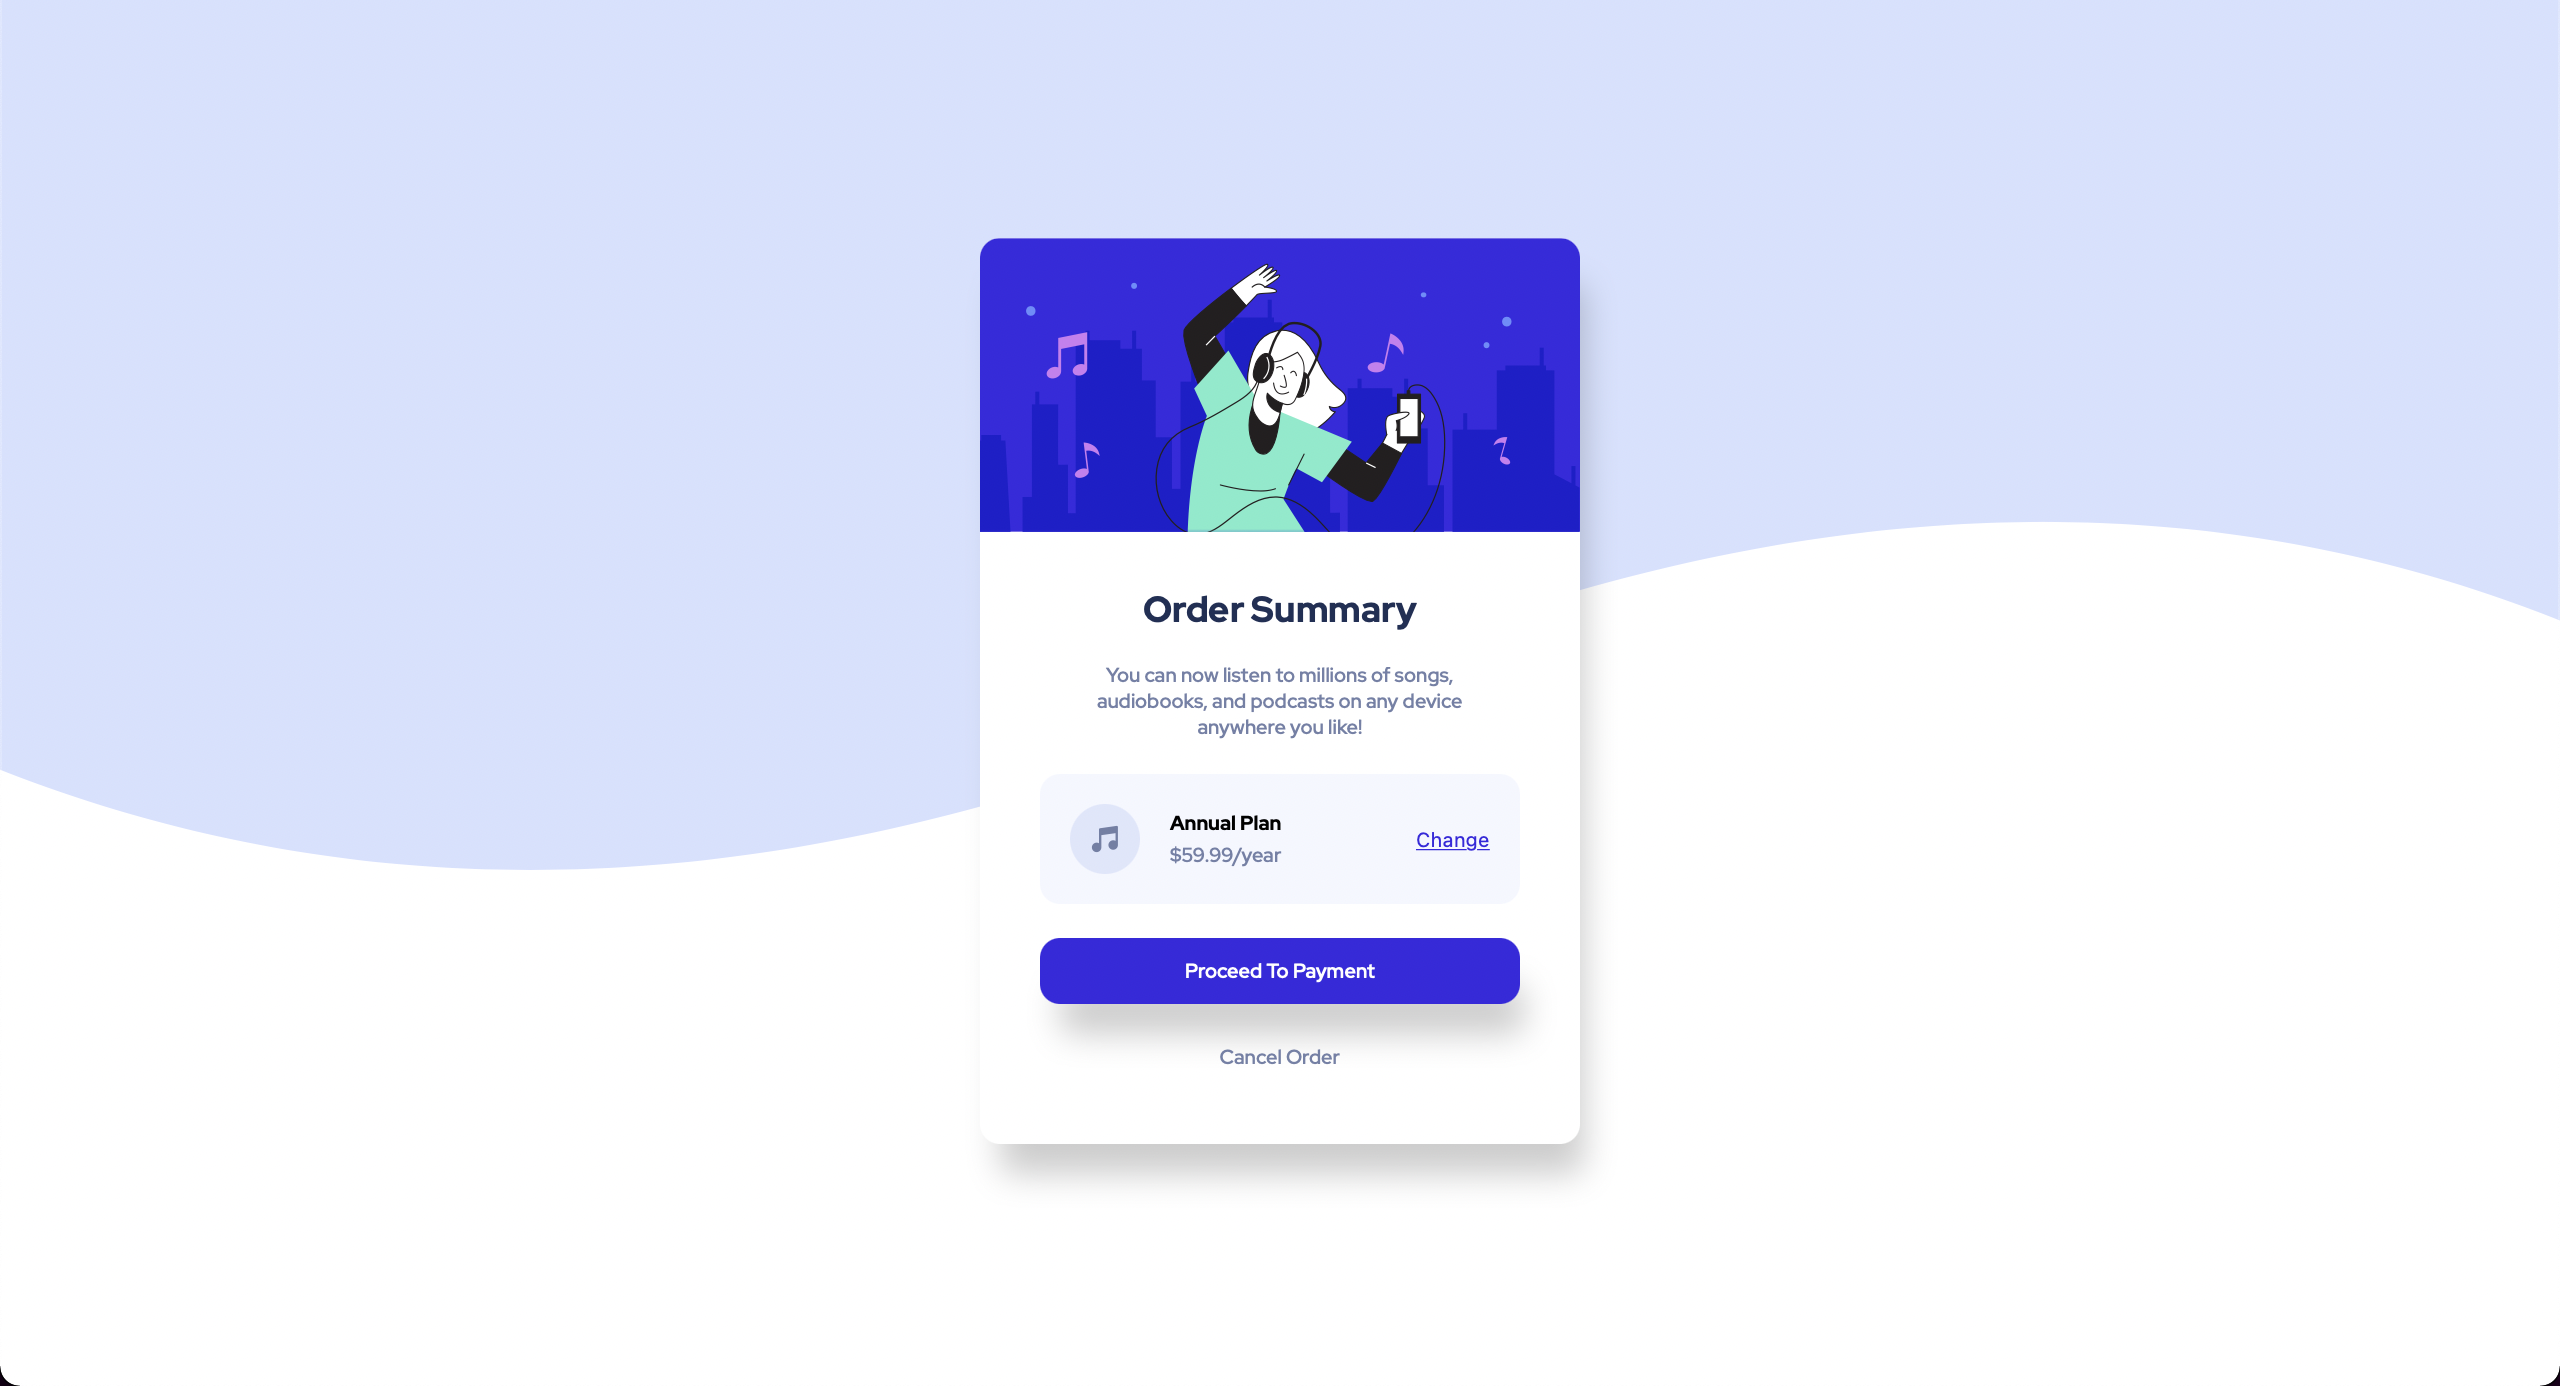 Order Summary
You can now listen to millions of songs,
audiobooks, and podcasts on any device
anywhere you like!
Annual Plan
$59.99/year
Change
Proceed To Payment
Cancel Order